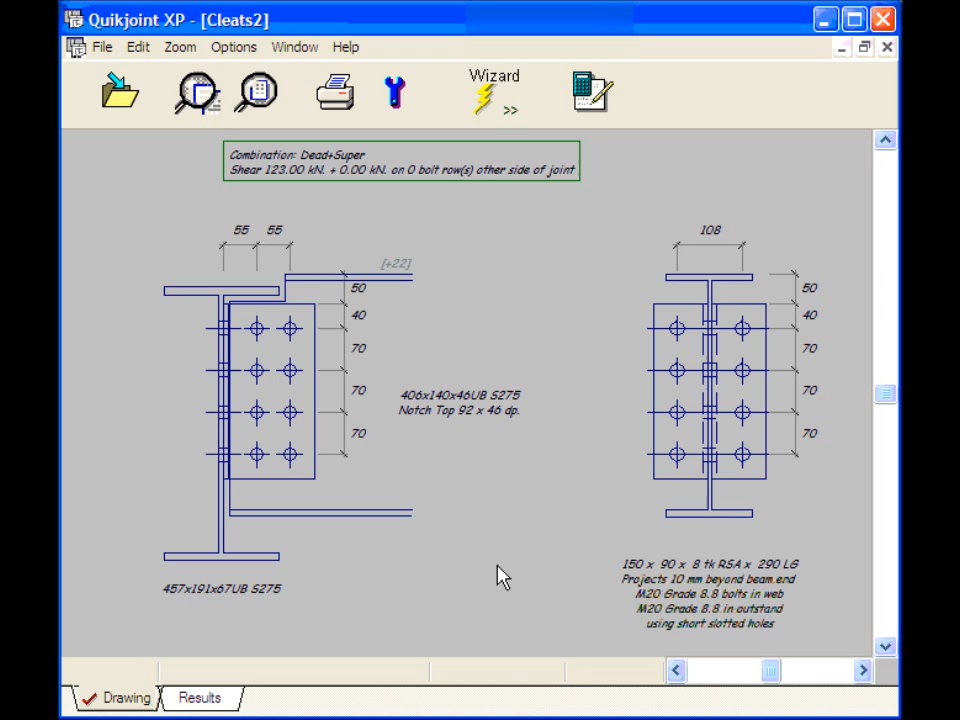 Quikjoint XP - [Cleats2]
File Edit Zoom Options Window Help
Wizard
>>
Combination: Dead+Super
Shear 123.00 kN. + 0.00 kN. on 0 bolt row(s) other side of joint
55 55
108
[+22]
50
50
40
40
70
70
70
70
406x140x46UB S275
Notch Top 92 x 46 dp.
70
70
457x191x67UB S275
150 x 90 x 8 tk RSA x 290 LG
Projects 10 mm beyond beam end
M20 Grade 8.8 bolts in web
M20 Grade 8.8 in outstand
using short slotted holes
Drawing Results